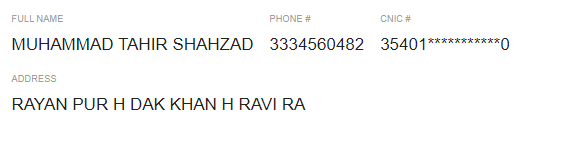 FULL NAME PHONE # CNIC #
MUHAMMAD TAHIR SHAHZAD 3334560482 35401***********0
ADDRESS
RAYAN PUR H DAK KHAN H RAVI RA